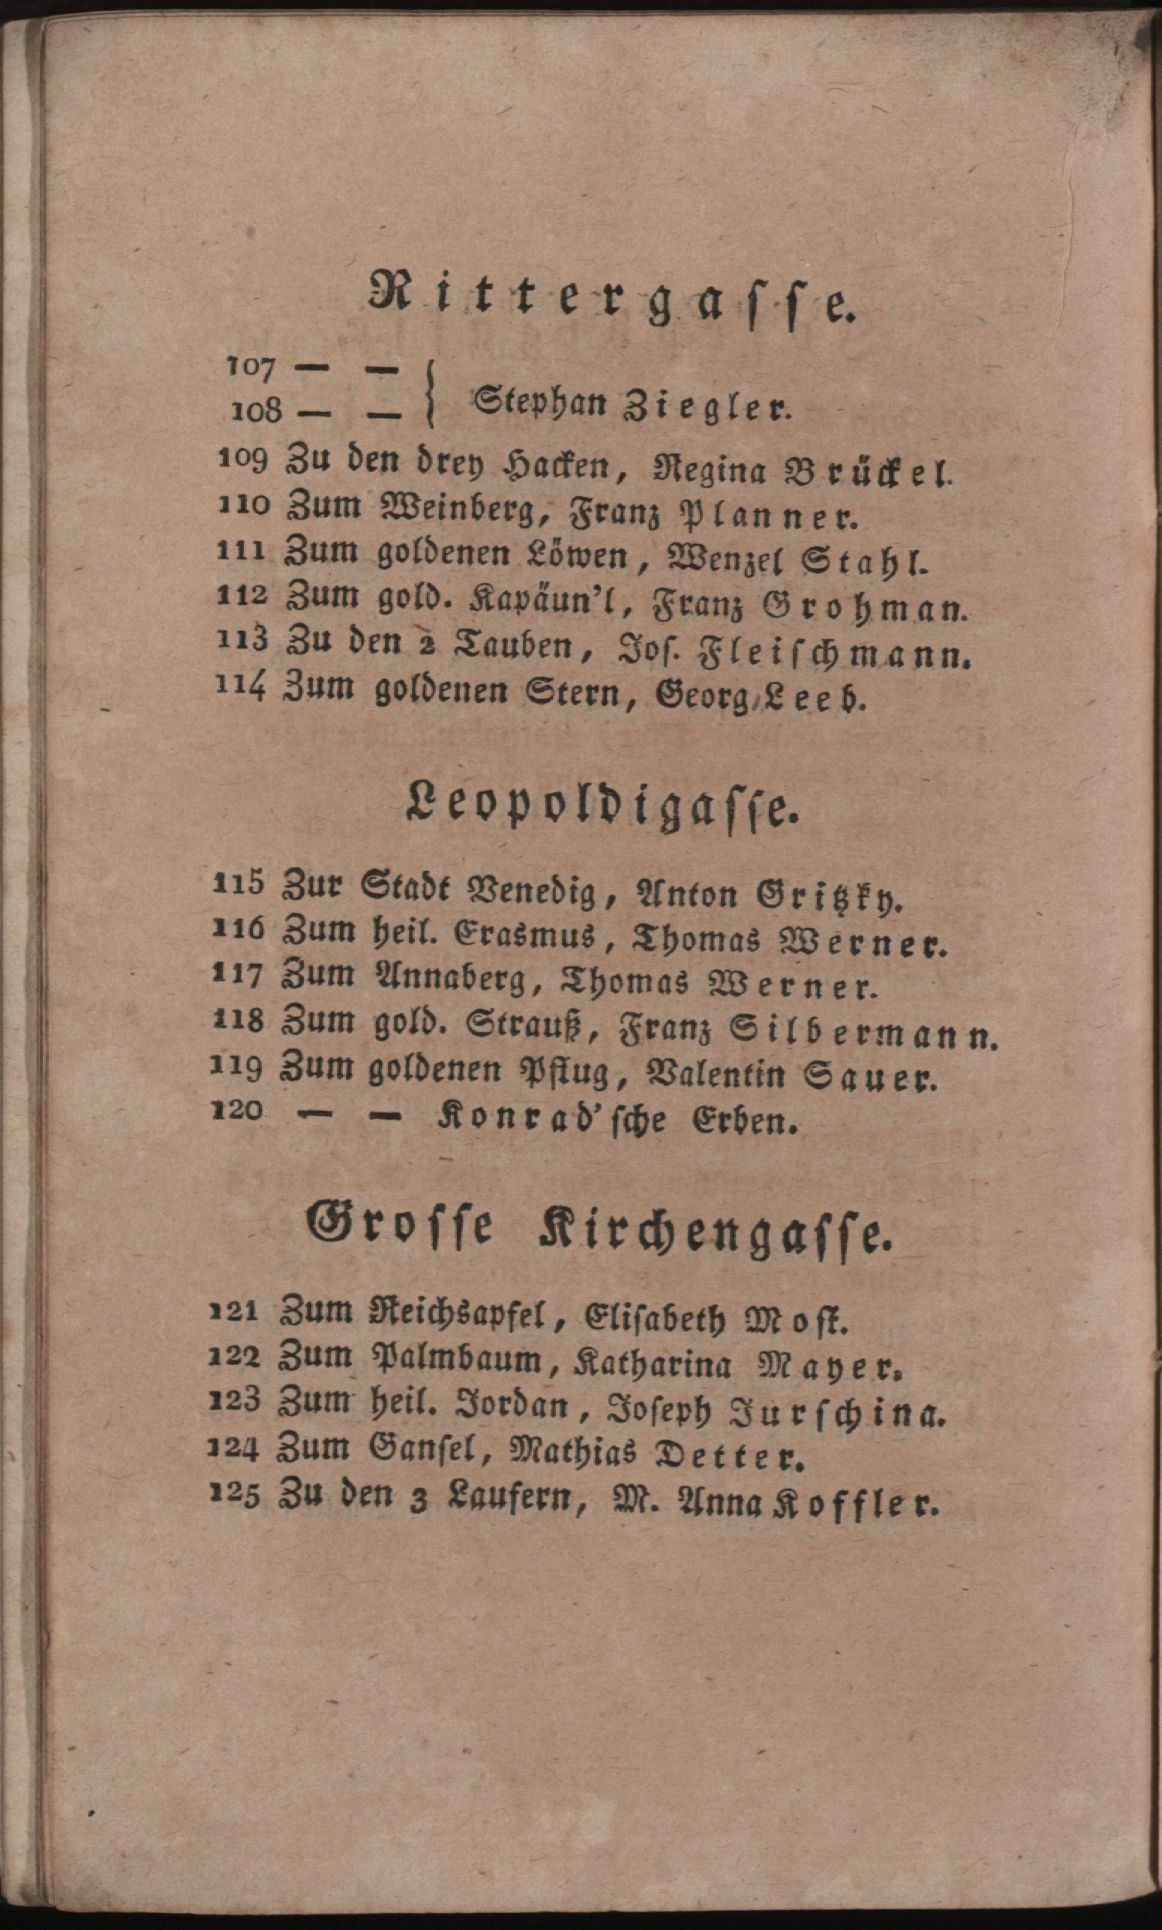 Rittergasse.
107 — —
108 — — } Stephan Ziegler.
109 Zu den drey Hacken, Regina Brückel.
110 Zum Weinberg, Franz Planner.
111 Zum goldenen Löwen, Wenzel Stahl.
112 Zum gold. Kapäun'l, Franz Grohman.
113 Zu den 2 Tauben, Jos. Fleischmann.
114 Zum goldenen Stern, Georg Leeb.
Leopoldigasse.
115 Zur Stadt Venedig, Anton Gritzky.
116 Zum heil. Erasmus, Thomas Werner.
117 Zum Annaberg, Thomas Werner.
118 Zum gold. Strauß, Franz Silbermann.
119 Zum goldenen Pflug, Valentin Sauer.
120 — — Konrad'sche Erben.
Grosse Kirchengasse.
121 Zum Reichsapfel, Elisabeth Most.
122 Zum Palmbaum, Katharina Mayer.
123 Zum heil. Jordan, Joseph Jurschina.
124 Zum Gansel, Mathias Detter.
125 Zu den 3 Laufern, M. Anna Koffler.